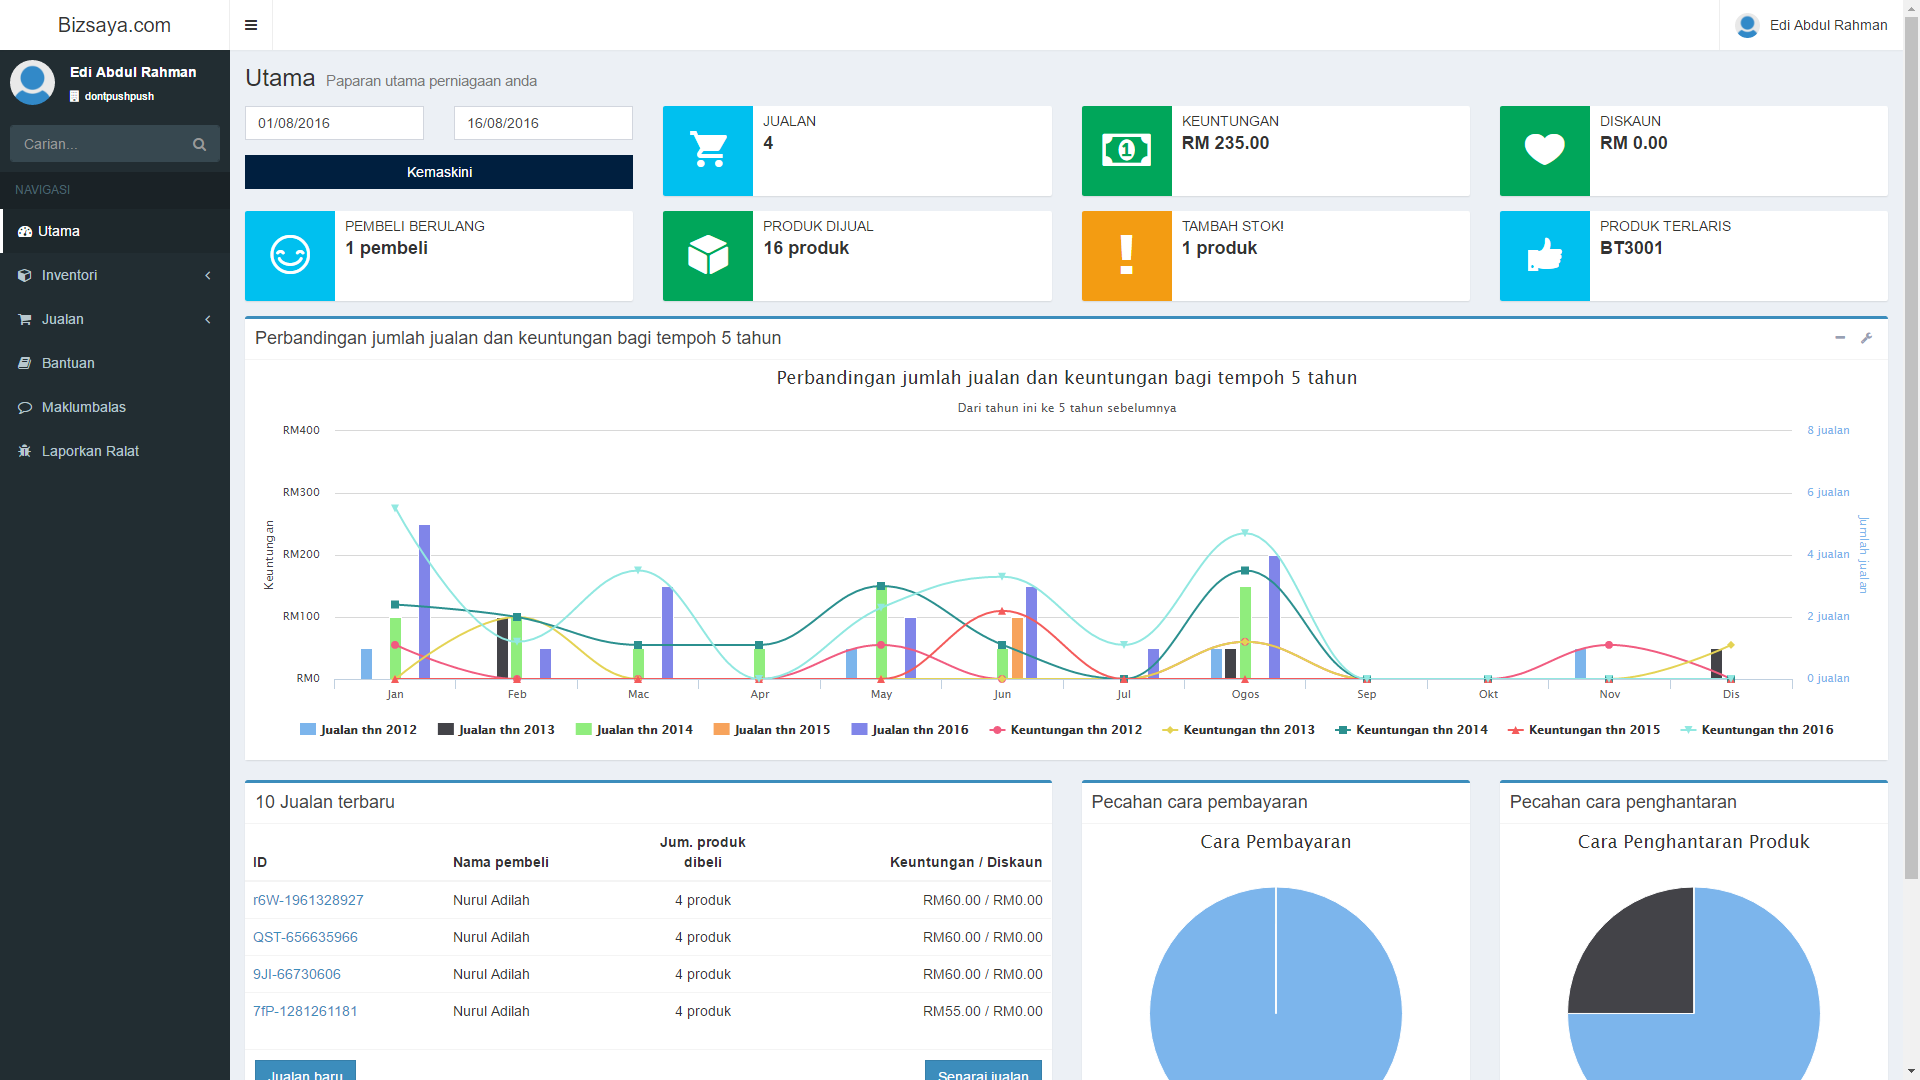 Bizsaya.com
Edi Abdul Rahman
Edi Abdul Rahman
dontpushpush
Carian...
NAVIGASI
Utama
Inventori
Jualan
Bantuan
Maklumbalas
Laporkan Ralat
Utama Paparan utama perniagaan anda
01/08/2016
16/08/2016
Kemaskini
JUALAN
4
KEUNTUNGAN
RM 235.00
DISKAUN
RM 0.00
PEMBELI BERULANG
1 pembeli
PRODUK DIJUAL
16 produk
TAMBAH STOK!
1 produk
PRODUK TERLARIS
BT3001
Perbandingan jumlah jualan dan keuntungan bagi tempoh 5 tahun
Perbandingan jumlah jualan dan keuntungan bagi tempoh 5 tahun
Dari tahun ini ke 5 tahun sebelumnya
Keuntungan
RM400
RM300
RM200
RM100
RM0
8 jualan
6 jualan
4 jualan
2 jualan
0 jualan
Jumlah jualan
Jan Feb Mac Apr May Jun Jul Ogos Sep Okt Nov Dis
Jualan thn 2012 Jualan thn 2013 Jualan thn 2014 Jualan thn 2015 Jualan thn 2016 Keuntungan thn 2012 Keuntungan thn 2013 Keuntungan thn 2014 Keuntungan thn 2015 Keuntungan thn 2016
10 Jualan terbaru
ID Nama pembeli Jum. produk dibeli Keuntungan / Diskaun
r6W-1961328927 Nurul Adilah 4 produk RM60.00 / RM0.00
QST-656635966 Nurul Adilah 4 produk RM60.00 / RM0.00
9JI-66730606 Nurul Adilah 4 produk RM60.00 / RM0.00
7fP-1281261181 Nurul Adilah 4 produk RM55.00 / RM0.00
Jualan baru
Senarai jualan
Pecahan cara pembayaran
Cara Pembayaran
Pecahan cara penghantaran
Cara Penghantaran Produk